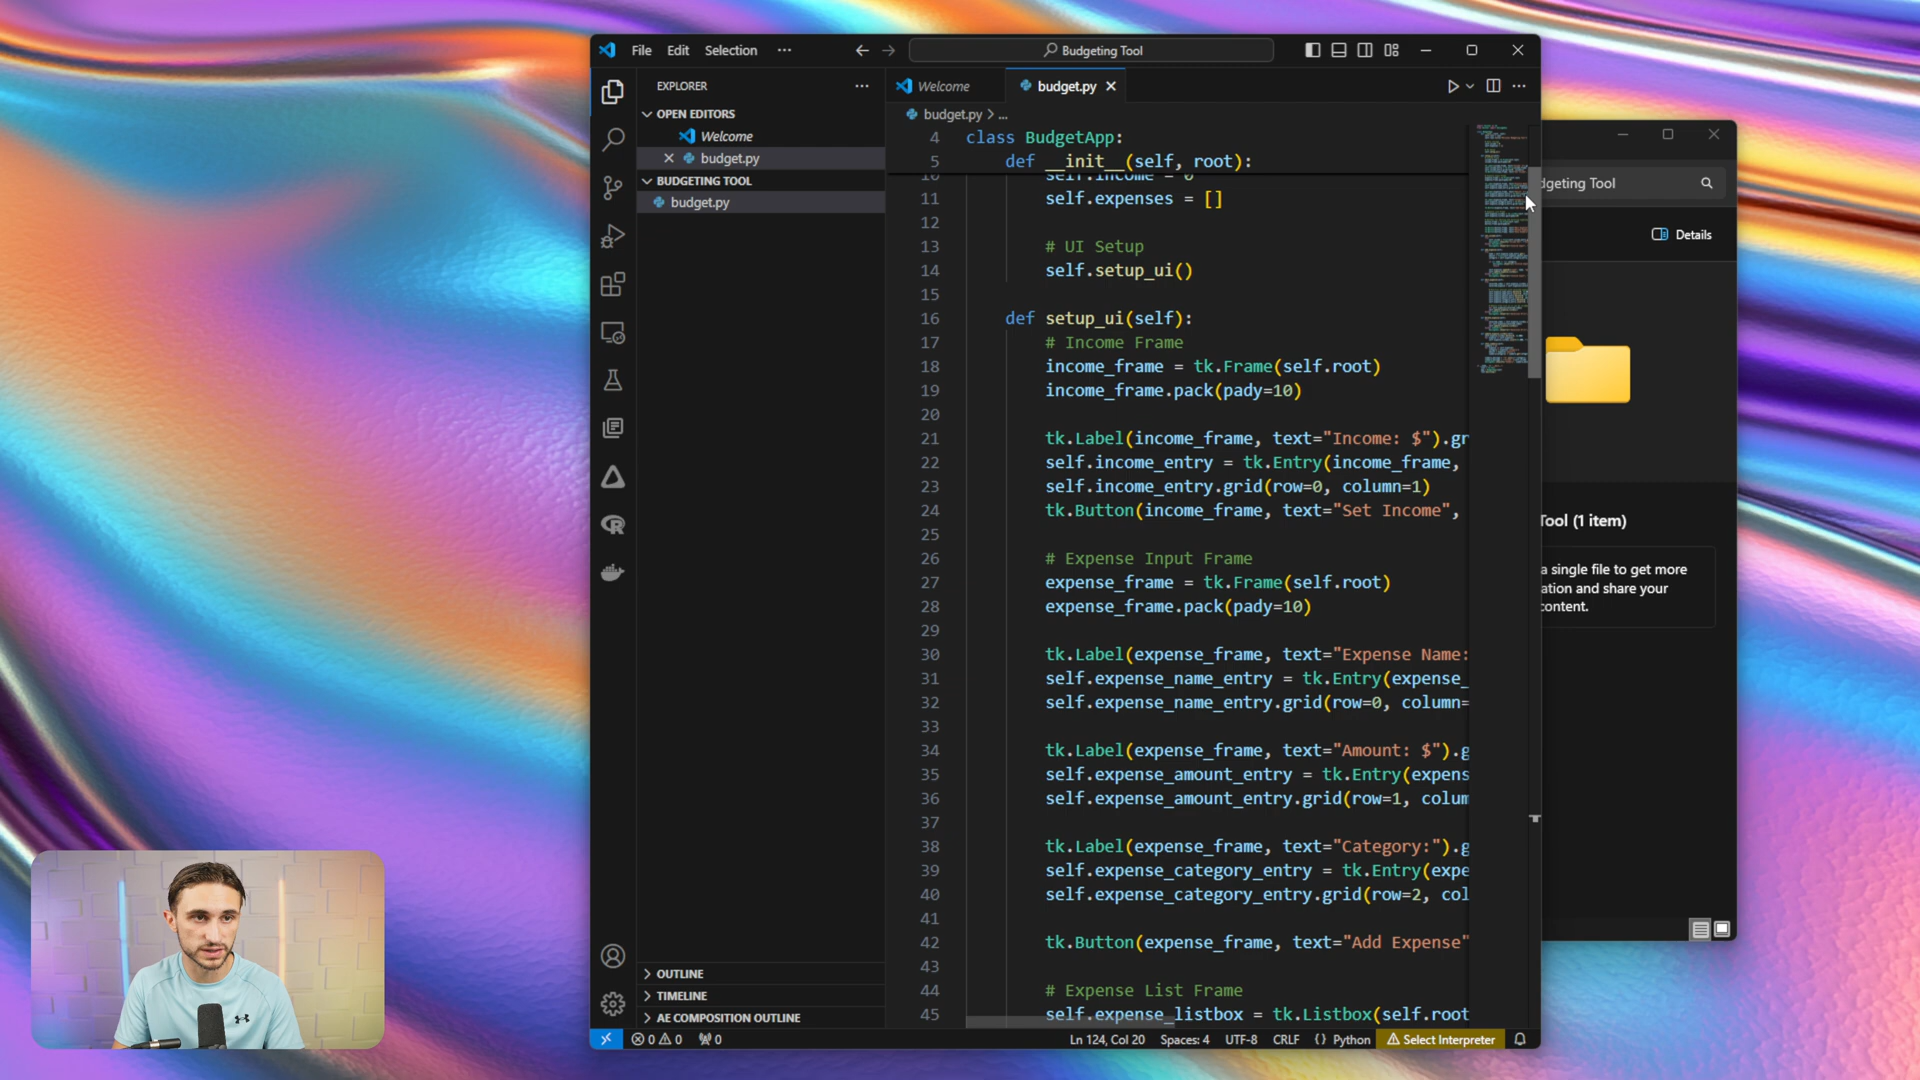 File Edit Selection ···
Budgeting Tool
EXPLORER
OPEN EDITORS
Welcome
budget.py
BUDGETING TOOL
budget.py
OUTLINE
TIMELINE
AE COMPOSITION OUTLINE
Welcome
budget.py
budget.py > ...
4 class BudgetApp:
5 def __init__(self, root):
10 self.income = 0
11 self.expenses = []
12
13 # UI Setup
14 self.setup_ui()
15
16 def setup_ui(self):
17 # Income Frame
18 income_frame = tk.Frame(self.root)
19 income_frame.pack(pady=10)
20
21 tk.Label(income_frame, text="Income: $").gr
22 self.income_entry = tk.Entry(income_frame,
23 self.income_entry.grid(row=0, column=1)
24 tk.Button(income_frame, text="Set Income",
25
26 # Expense Input Frame
27 expense_frame = tk.Frame(self.root)
28 expense_frame.pack(pady=10)
29
30 tk.Label(expense_frame, text="Expense Name:
31 self.expense_name_entry = tk.Entry(expense_
32 self.expense_name_entry.grid(row=0, column=
33
34 tk.Label(expense_frame, text="Amount: $").g
35 self.expense_amount_entry = tk.Entry(expens
36 self.expense_amount_entry.grid(row=1, colum
37
38 tk.Label(expense_frame, text="Category:").g
39 self.expense_category_entry = tk.Entry(expe
40 self.expense_category_entry.grid(row=2, col
41
42 tk.Button(expense_frame, text="Add Expense"
43
44 # Expense List Frame
45 self.expense_listbox = tk.Listbox(self.root
0 0 0
Ln 124, Col 20 Spaces: 4 UTF-8 CRLF {} Python Select Interpreter
dgeting Tool
Details
Tool (1 item)
a single file to get more
ation and share your
content.